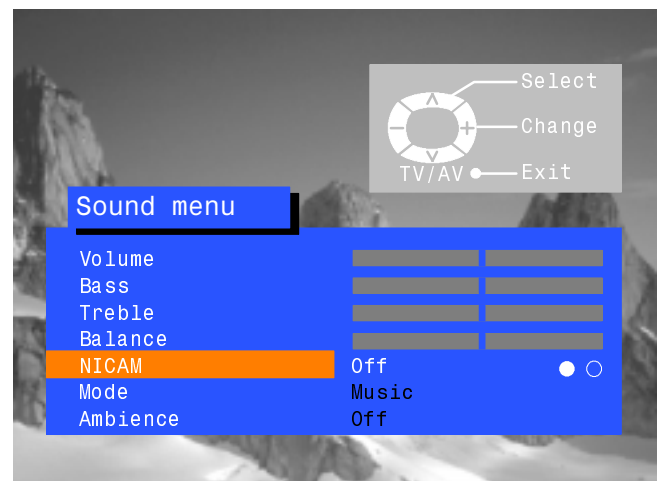 Select
Change
TV/AV Exit
Sound menu
Volume
Bass
Treble
Balance
NICAM Off
Mode Music
Ambience Off